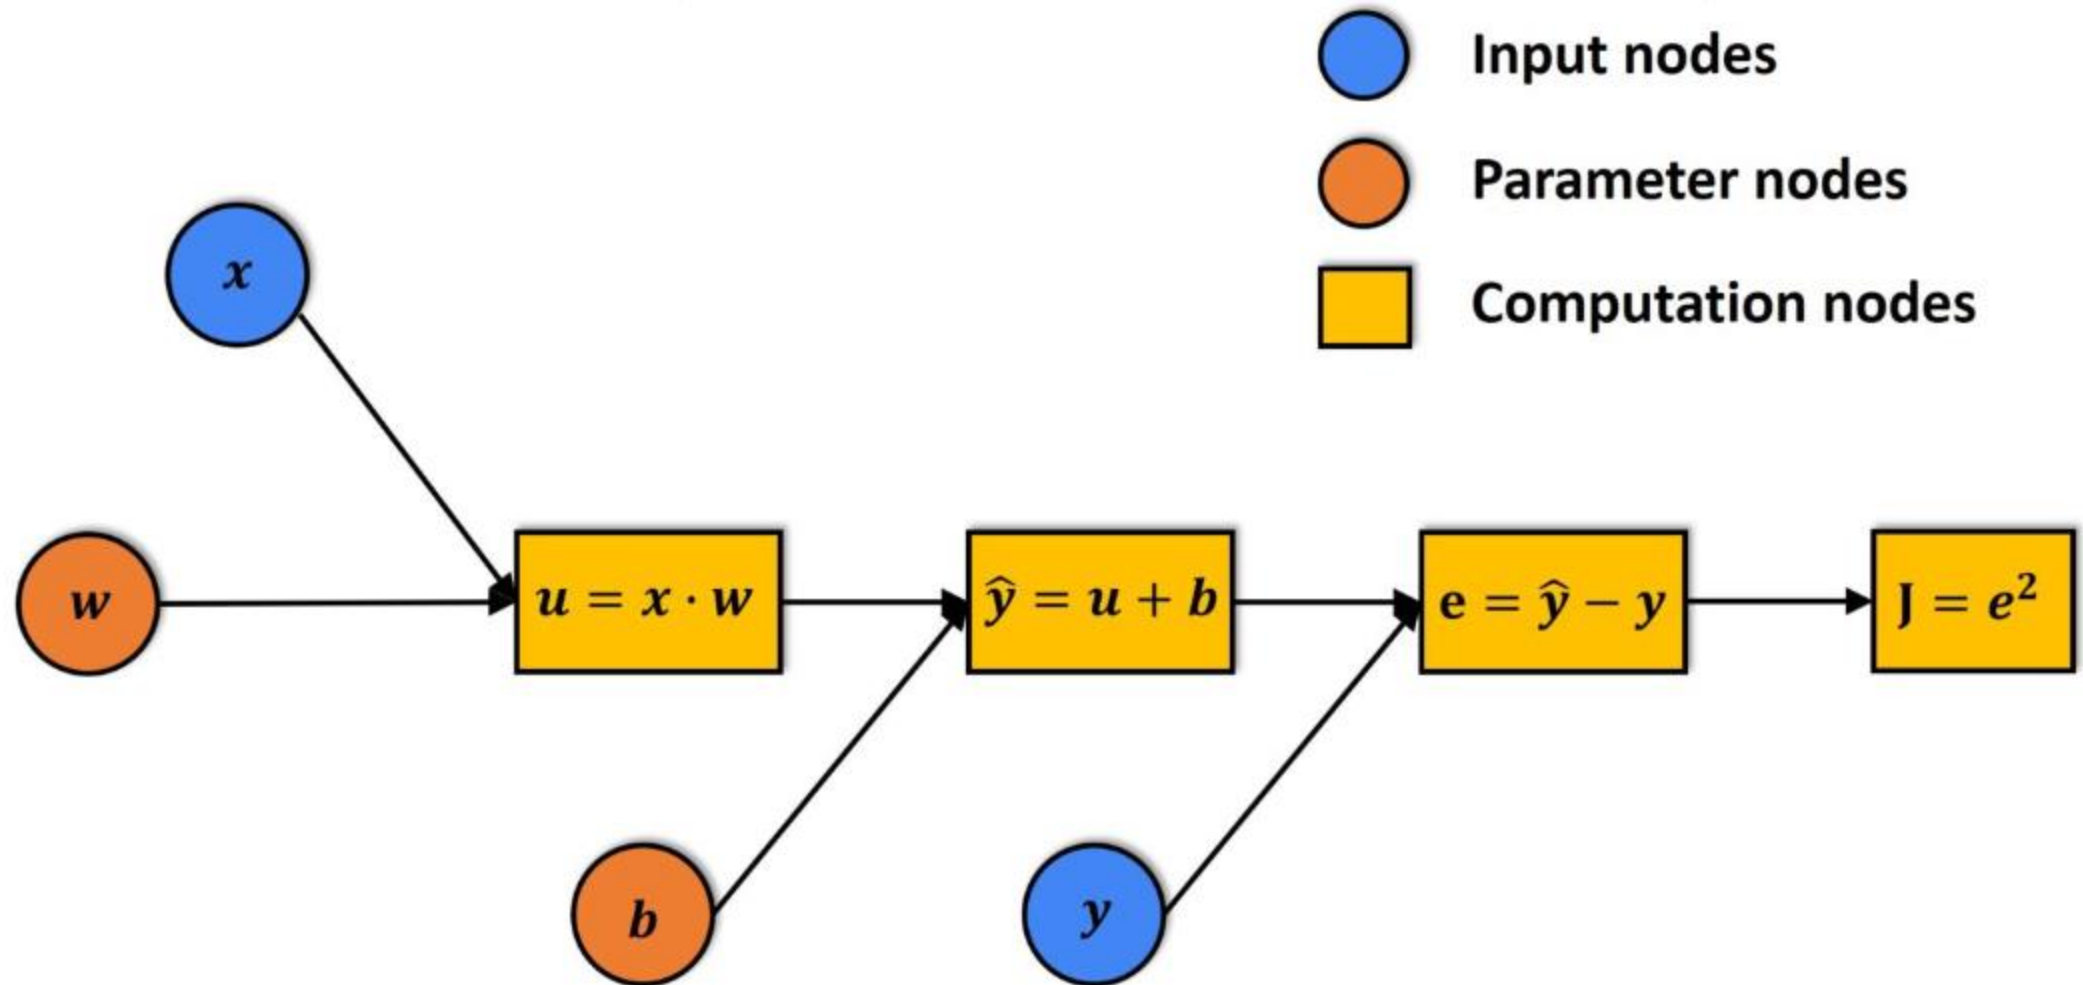 Input nodes
Parameter nodes
Computation nodes
x
w
u = x · w
ŷ = u + b
e = ŷ − y
J = e²
b
y